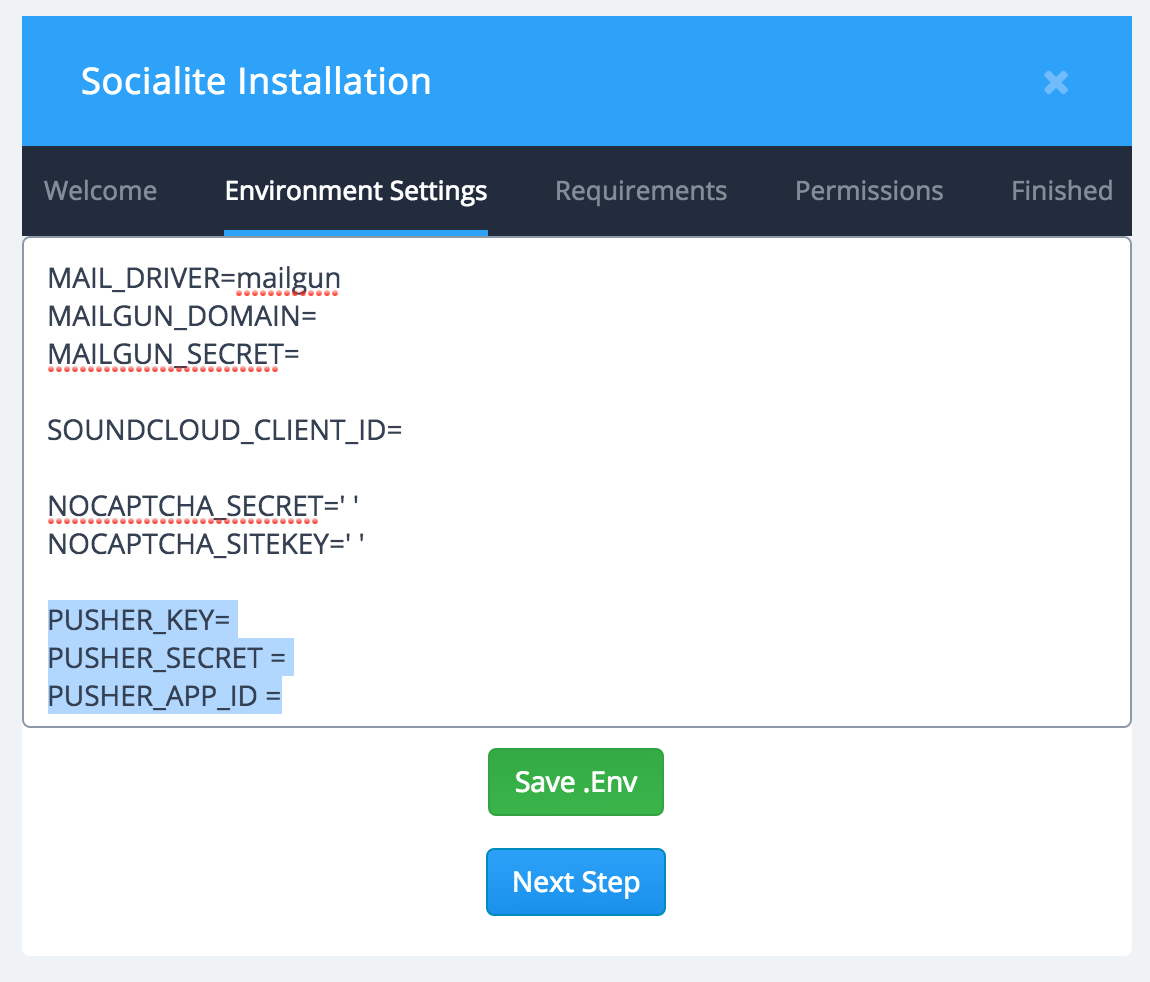 Socialite Installation
Welcome Environment Settings Requirements Permissions Finished
MAIL_DRIVER=mailgun
MAILGUN_DOMAIN=
MAILGUN_SECRET=
SOUNDCLOUD_CLIENT_ID=
NOCAPTCHA_SECRET=' '
NOCAPTCHA_SITEKEY=' '
PUSHER_KEY=
PUSHER_SECRET =
PUSHER_APP_ID =
Save .Env
Next Step